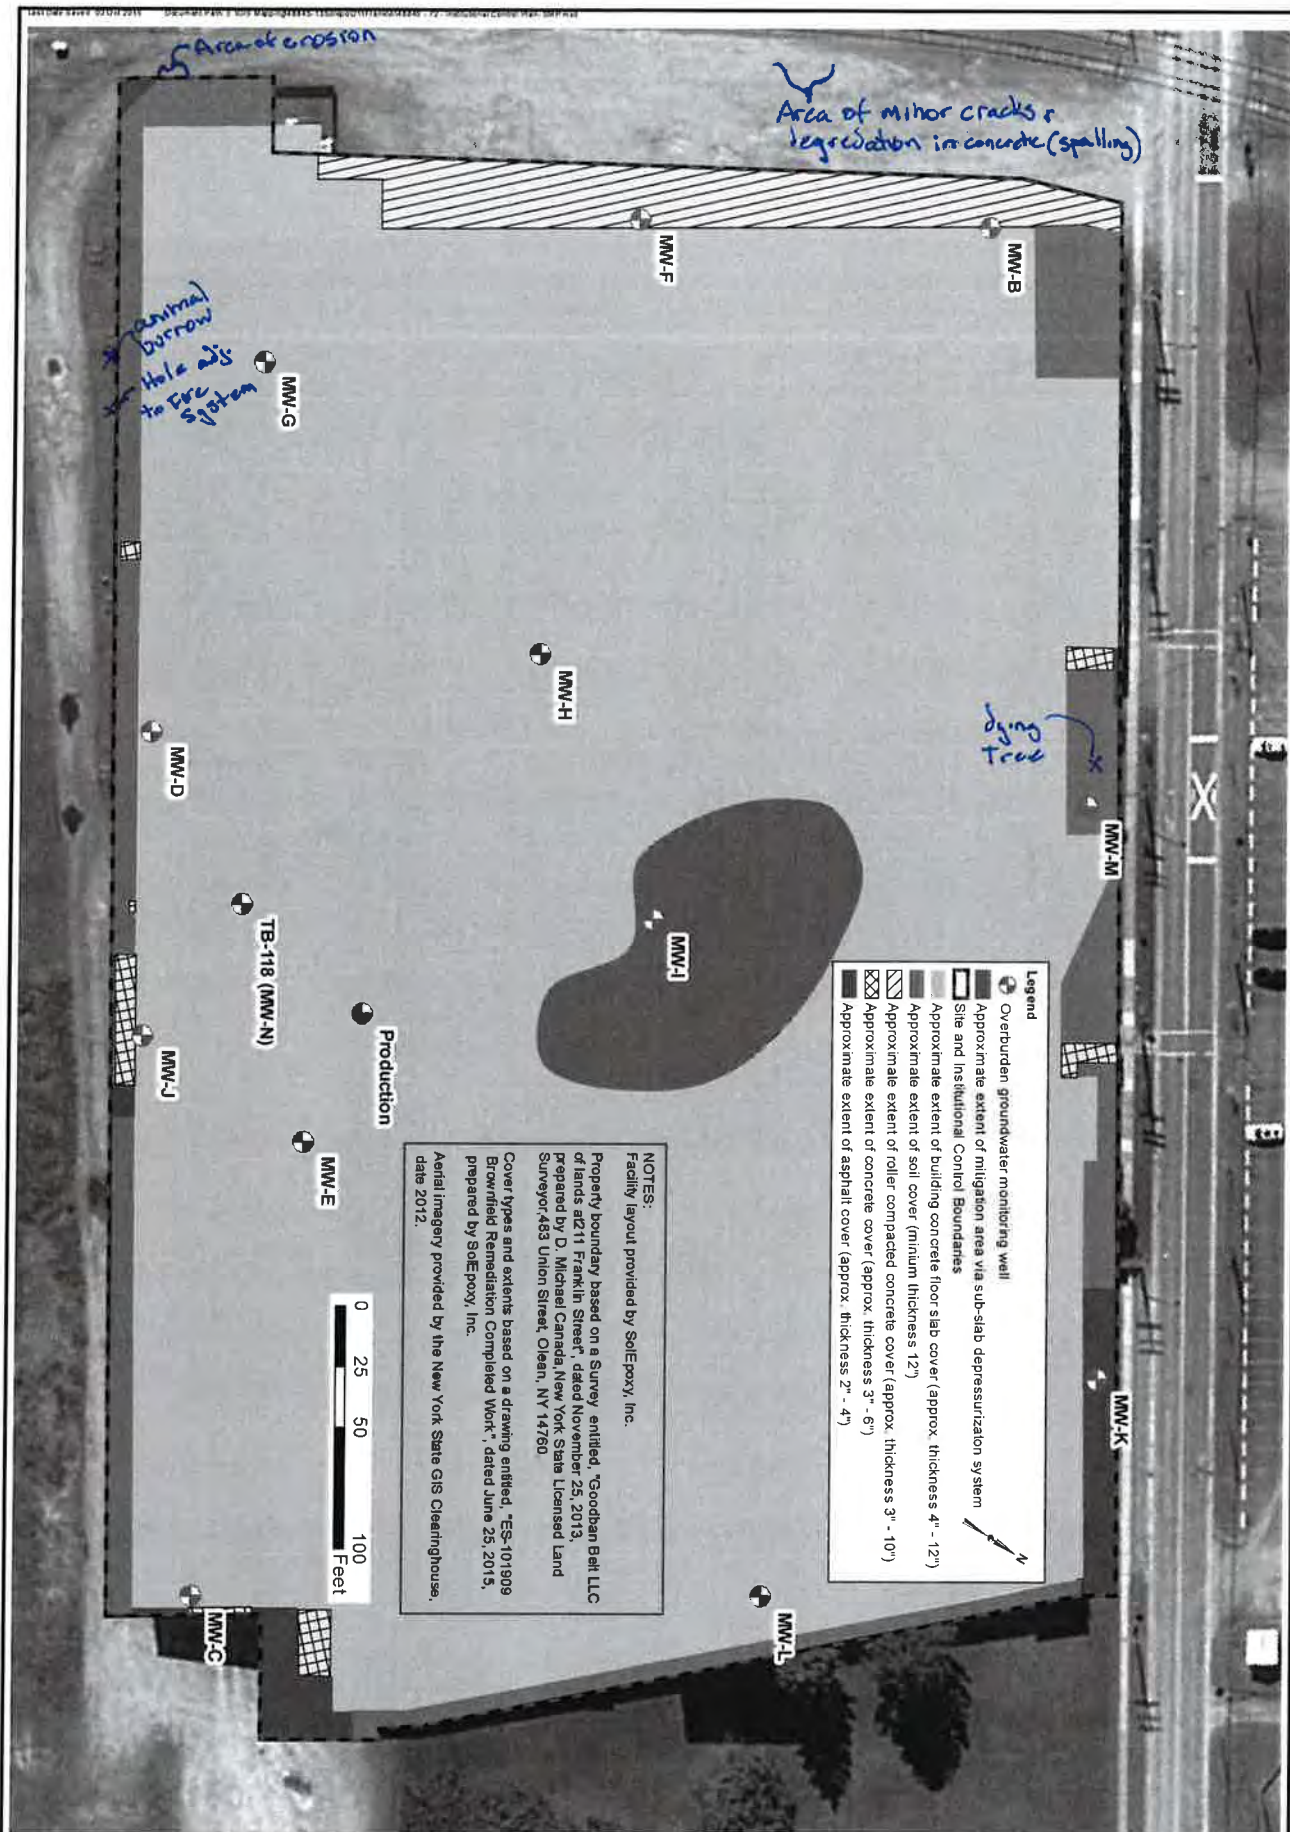 Area of erosion
Area of minor cracks &
degredation in concrete (spalling)
MW-F
MW-B
animal
burrow
Hole adj.
to Fire
system
MW-G
MW-H
dying
Tree
MW-D
MW-M
TB-118 (MW-N)
MW-I
Production
MW-J
MW-E
MW-K
MW-L
MW-C
Legend
Overburden groundwater monitoring well
Approximate extent of mitigation area via sub-slab depressurizaton system
Site and Institutional Control Boundaries
Approximate extent of building concrete floor slab cover (approx. thickness 4" - 12")
Approximate extent of soil cover (minium thickness 12")
Approximate extent of roller compacted concrete cover (approx. thickness 3" - 10")
Approximate extent of concrete cover (approx. thickness 3" - 6")
Approximate extent of asphalt cover (approx. thickness 2" - 4")
N
NOTES:
Facility layout provided by SolEpoxy, Inc.
Property boundary based on a Survey entitled, "Goodban Belt LLC
of lands at211 Franklin Street", dated November 25, 2013,
prepared by D. Michael Canada,New York State Licensed Land
Surveyor,483 Union Street, Olean, NY 14760.
Cover types and extents based on a drawing entitled, "ES-101909
Brownfield Remediation Completed Work", dated June 25, 2015,
prepared by SolEpoxy, Inc.
Aerial imagery provided by the New York State GIS Clearinghouse,
date 2012.
0 25 50 100
Feet